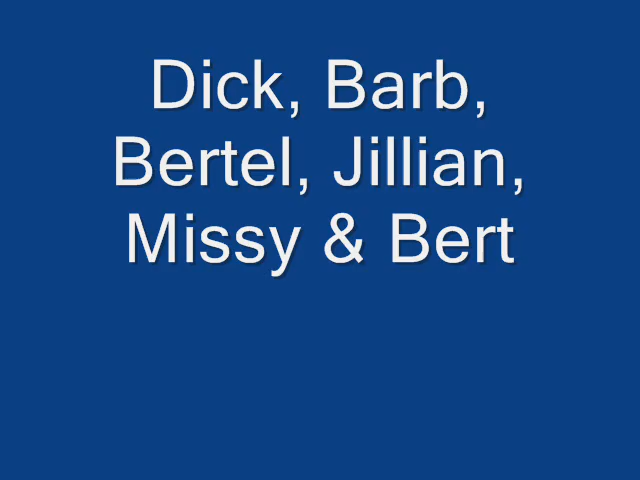 Dick, Barb,
Bertel, Jillian,
Missy & Bert